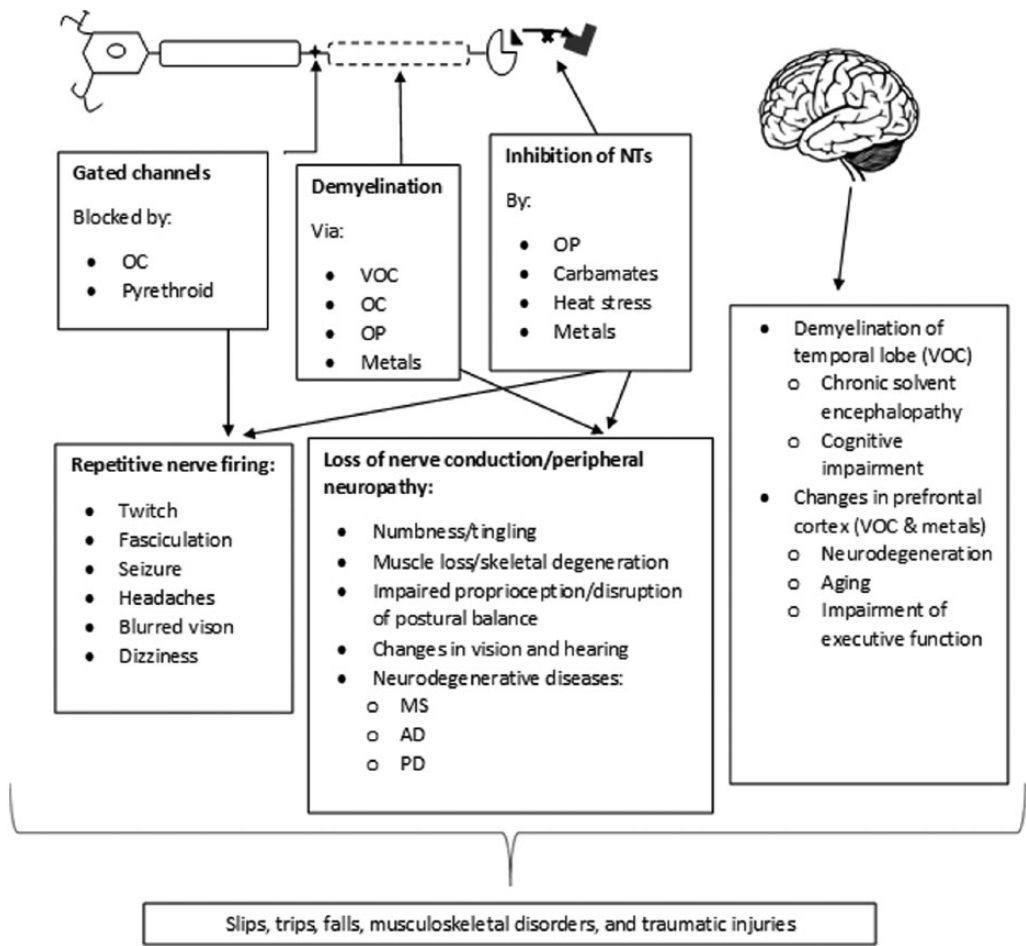 Gated channels
Blocked by:
• OC
• Pyrethroid
Demyelination
Via:
• VOC
• OC
• OP
• Metals
Inhibition of NTs
By:
• OP
• Carbamates
• Heat stress
• Metals
Repetitive nerve firing:
• Twitch
• Fasciculation
• Seizure
• Headaches
• Blurred vison
• Dizziness
Loss of nerve conduction/peripheral
neuropathy:
• Numbness/tingling
• Muscle loss/skeletal degeneration
• Impaired proprioception/disruption
of postural balance
• Changes in vision and hearing
• Neurodegenerative diseases:
o MS
o AD
o PD
• Demyelination of
temporal lobe (VOC)
o Chronic solvent
encephalopathy
o Cognitive
impairment
• Changes in prefrontal
cortex (VOC & metals)
o Neurodegeneration
o Aging
o Impairment of
executive function
Slips, trips, falls, musculoskeletal disorders, and traumatic injuries